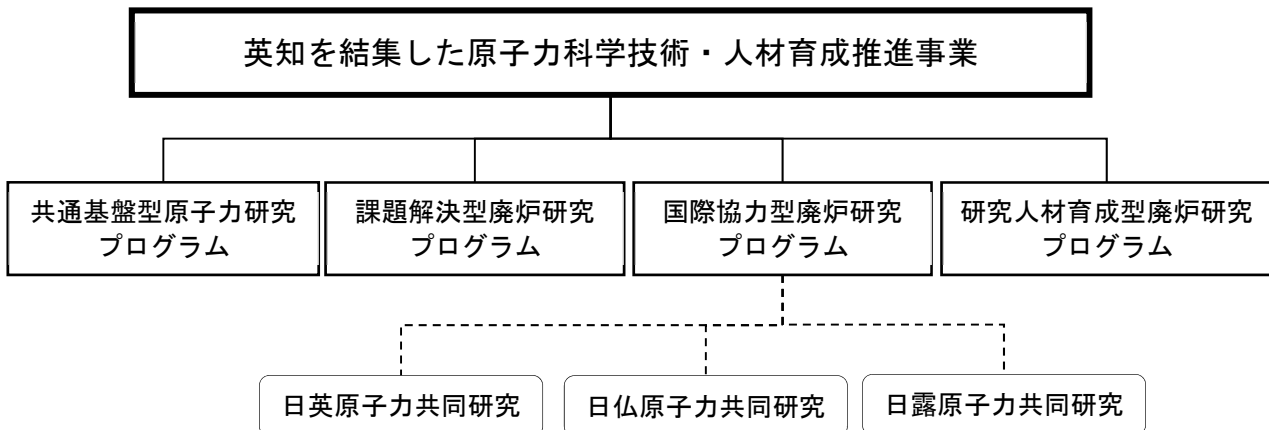 英知を結集した原子力科学技術・人材育成推進事業
共通基盤型原子力研究
プログラム
課題解決型廃炉研究
プログラム
国際協力型廃炉研究
プログラム
研究人材育成型廃炉研究
プログラム
日英原子力共同研究
日仏原子力共同研究
日露原子力共同研究